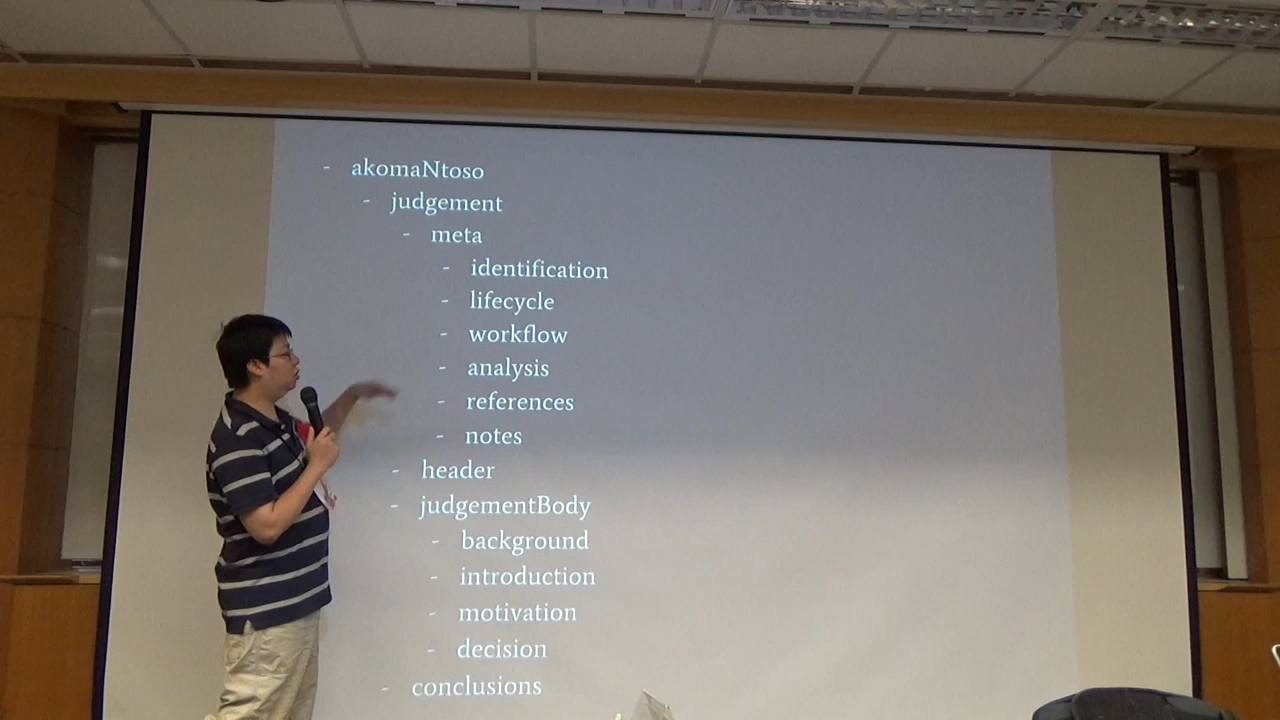 - akomaNtoso
- judgement
- meta
- identification
- lifecycle
- workflow
- analysis
- references
- notes
- header
- judgementBody
- background
- introduction
- motivation
- decision
- conclusions